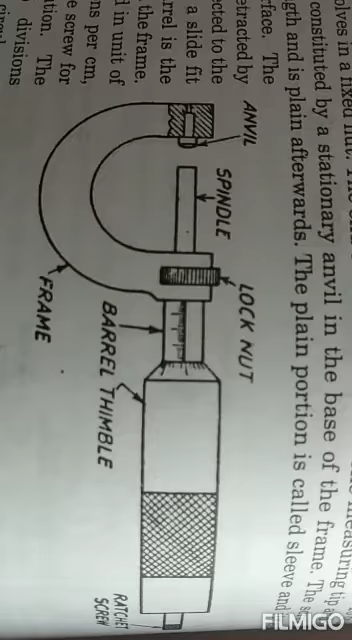 constituted by a stationary anvil in the base of the frame. The
gth and is plain afterwards. The plain portion is called sleeve and
rface. The
etracted by
ected to the
a slide fit
rrel is the
the frame.
d in unit of
ns per cm,
e screw for
ation. The
divisions
ANVIL
SPINDLE
LOCK NUT
BARREL
THIMBLE
FRAME
RATCHET
SCREW
FILMIGO